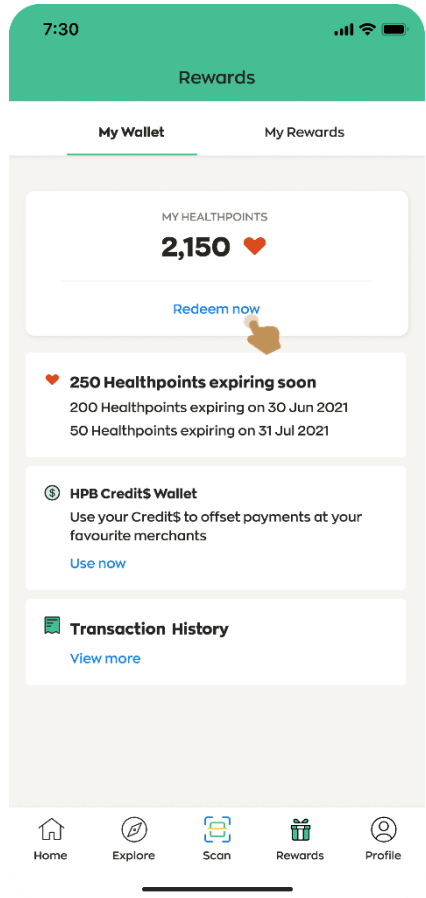 7:30
Rewards
My Wallet
My Rewards
MY HEALTHPOINTS
2,150
Redeem now
250 Healthpoints expiring soon
200 Healthpoints expiring on 30 Jun 2021
50 Healthpoints expiring on 31 Jul 2021
$ HPB Credit$ Wallet
Use your Credit$ to offset payments at your
favourite merchants
Use now
Transaction History
View more
Home
Explore
Scan
Rewards
Profile